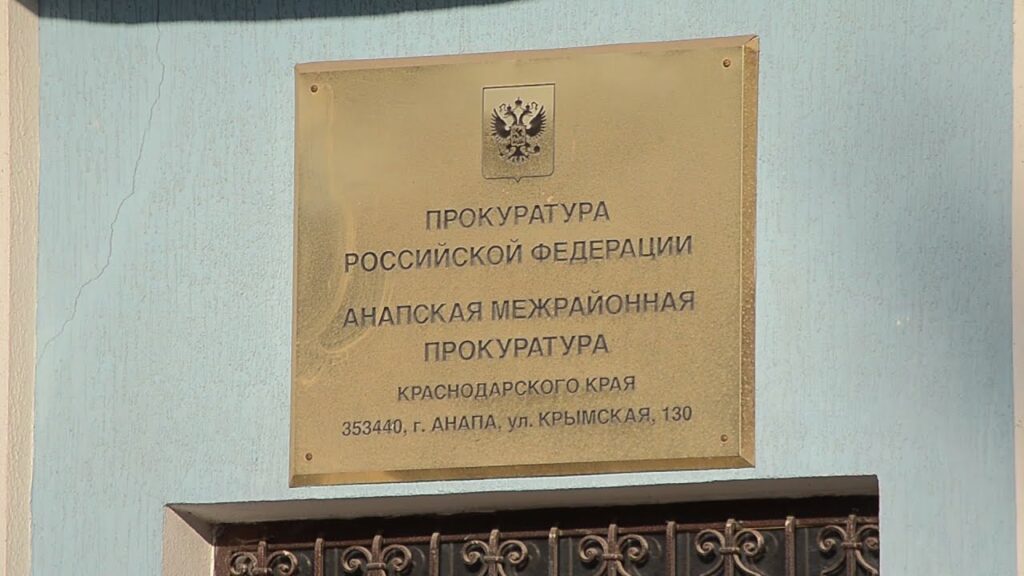 ПРОКУРАТУРА
РОССИЙСКОЙ ФЕДЕРАЦИИ
АНАПСКАЯ МЕЖРАЙОННАЯ
ПРОКУРАТУРА
КРАСНОДАРСКОГО КРАЯ
353440, г. АНАПА, ул. КРЫМСКАЯ, 130